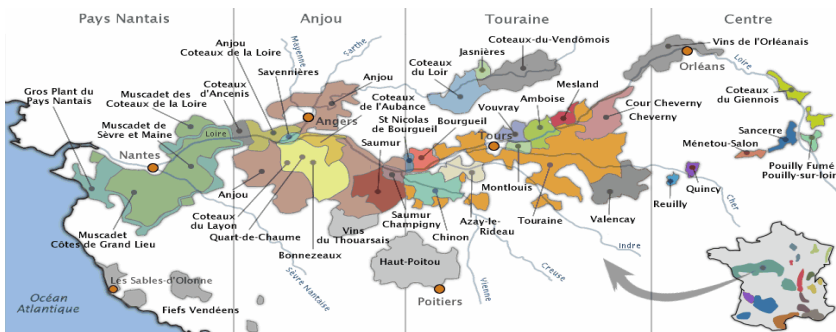 Pays Nantais
Anjou
Touraine
Centre
Mayenne
Sarthe
Anjou
Coteaux de la Loire
Savennières
Anjou
Coteaux
du Loir
Jasnières
Coteaux-du-Vendômois
Vins de l'Orléanais
Loire
Orléans
Gros Plant du
Pays Nantais
Muscadet des
Coteaux de la Loire
Coteaux
d'Ancenis
Angers
Coteaux
de l'Aubance
St Nicolas
de Bourgueil
Bourgueil
Vouvray
Amboise
Mesland
Cour Cheverny
Cheverny
Coteaux
du Giennois
Muscadet de
Sèvre et Maine
Loire
Saumur
Tours
Sancerre
Ménetou-Salon
Nantes
Pouilly Fumé
Pouilly-sur-loire
Anjou
Coteaux
du Layon
Quart-de-Chaume
Bonnezeaux
Vins
du Thouarsais
Saumur
Champigny
Chinon
Azay-le-
Rideau
Montlouis
Touraine
Valencay
Reuilly
Quincy
Cher
Muscadet
Côtes de Grand Lieu
Indre
Haut-Poitou
Creuse
Vienne
Sèvre Nantaise
Les Sables-d'Olonne
Océan
Atlantique
Fiefs Vendéens
Poitiers